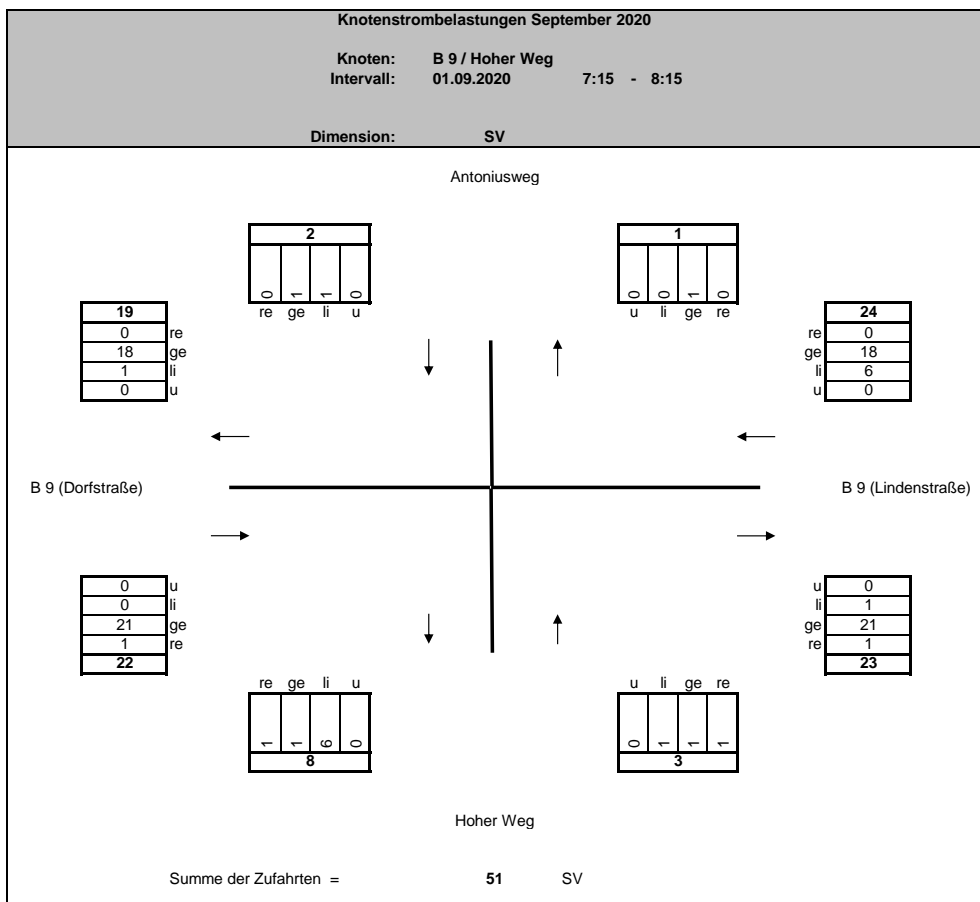 Knotenstrombelastungen September 2020
Knoten: B 9 / Hoher Weg
Intervall: 01.09.2020 7:15 - 8:15
Dimension: SV
Antoniusweg
2
0 1 1 0
re ge li u
1
0 0 1 0
u li ge re
19
0 re
18 ge
1 li
0 u
24
re 0
ge 18
li 6
u 0
B 9 (Dorfstraße)
B 9 (Lindenstraße)
0 u
0 li
21 ge
1 re
22
u 0
li 1
ge 21
re 1
23
re ge li u
1 1 6 0
8
u li ge re
0 1 1 1
3
Hoher Weg
Summe der Zufahrten = 51 SV